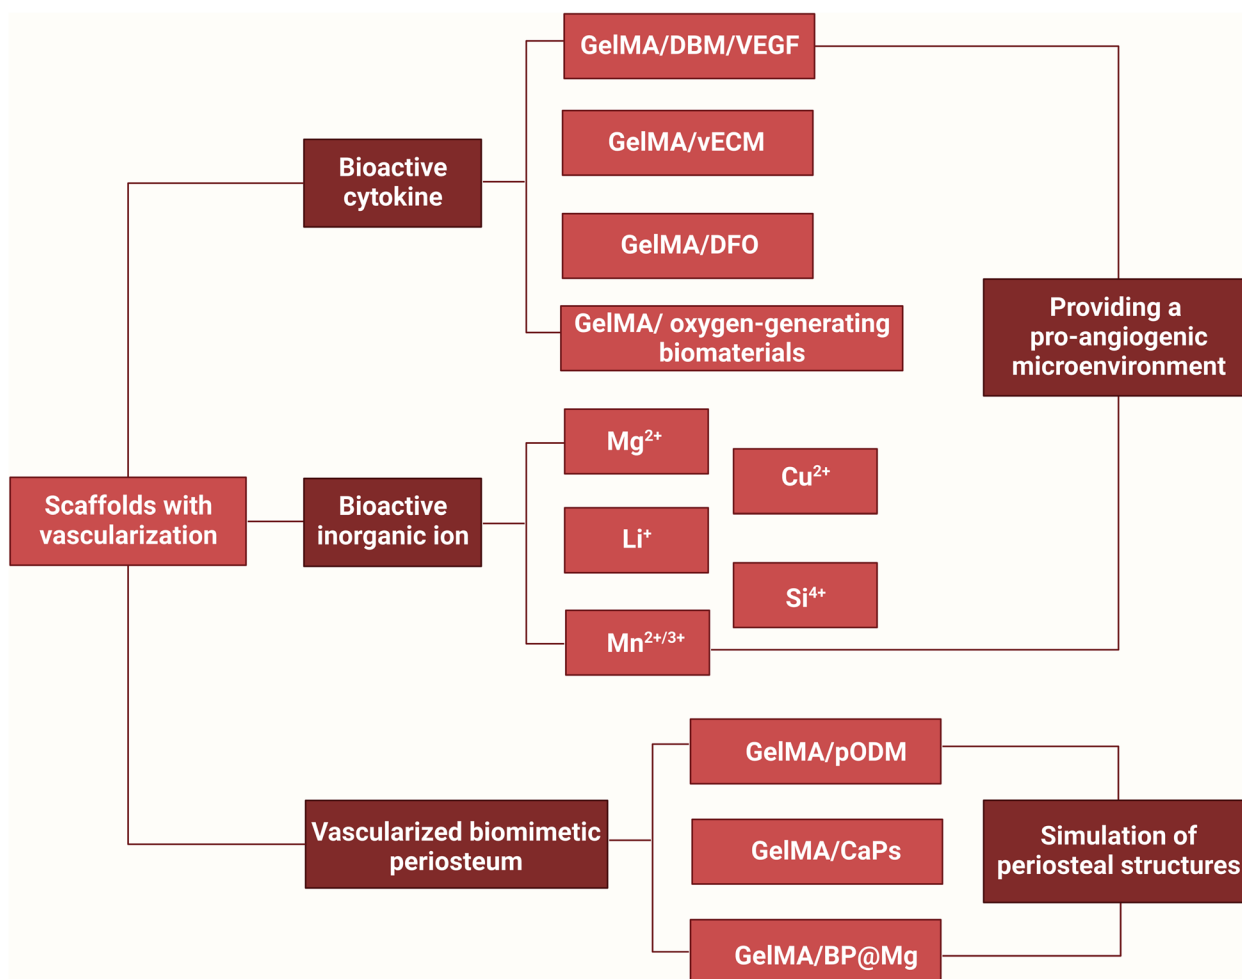 GelMA/DBM/VEGF
GelMA/vECM
Bioactive
cytokine
GelMA/DFO
GelMA/ oxygen-generating
biomaterials
Providing a
pro-angiogenic
microenvironment
Scaffolds with
vascularization
Bioactive
inorganic ion
Mg²⁺
Cu²⁺
Li⁺
Si⁴⁺
Mn²⁺/³⁺
Vascularized biomimetic
periosteum
GelMA/pODM
GelMA/CaPs
GelMA/BP@Mg
Simulation of
periosteal structures